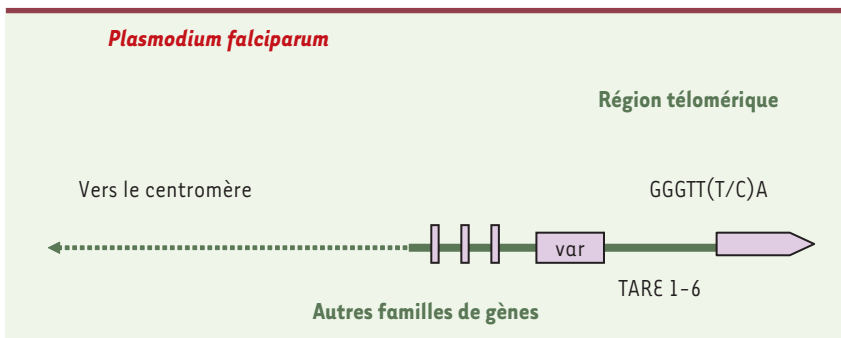 Plasmodium falciparum
Région télomérique
Vers le centromère
GGGTT(T/C)A
var
TARE 1-6
Autres familles de gènes